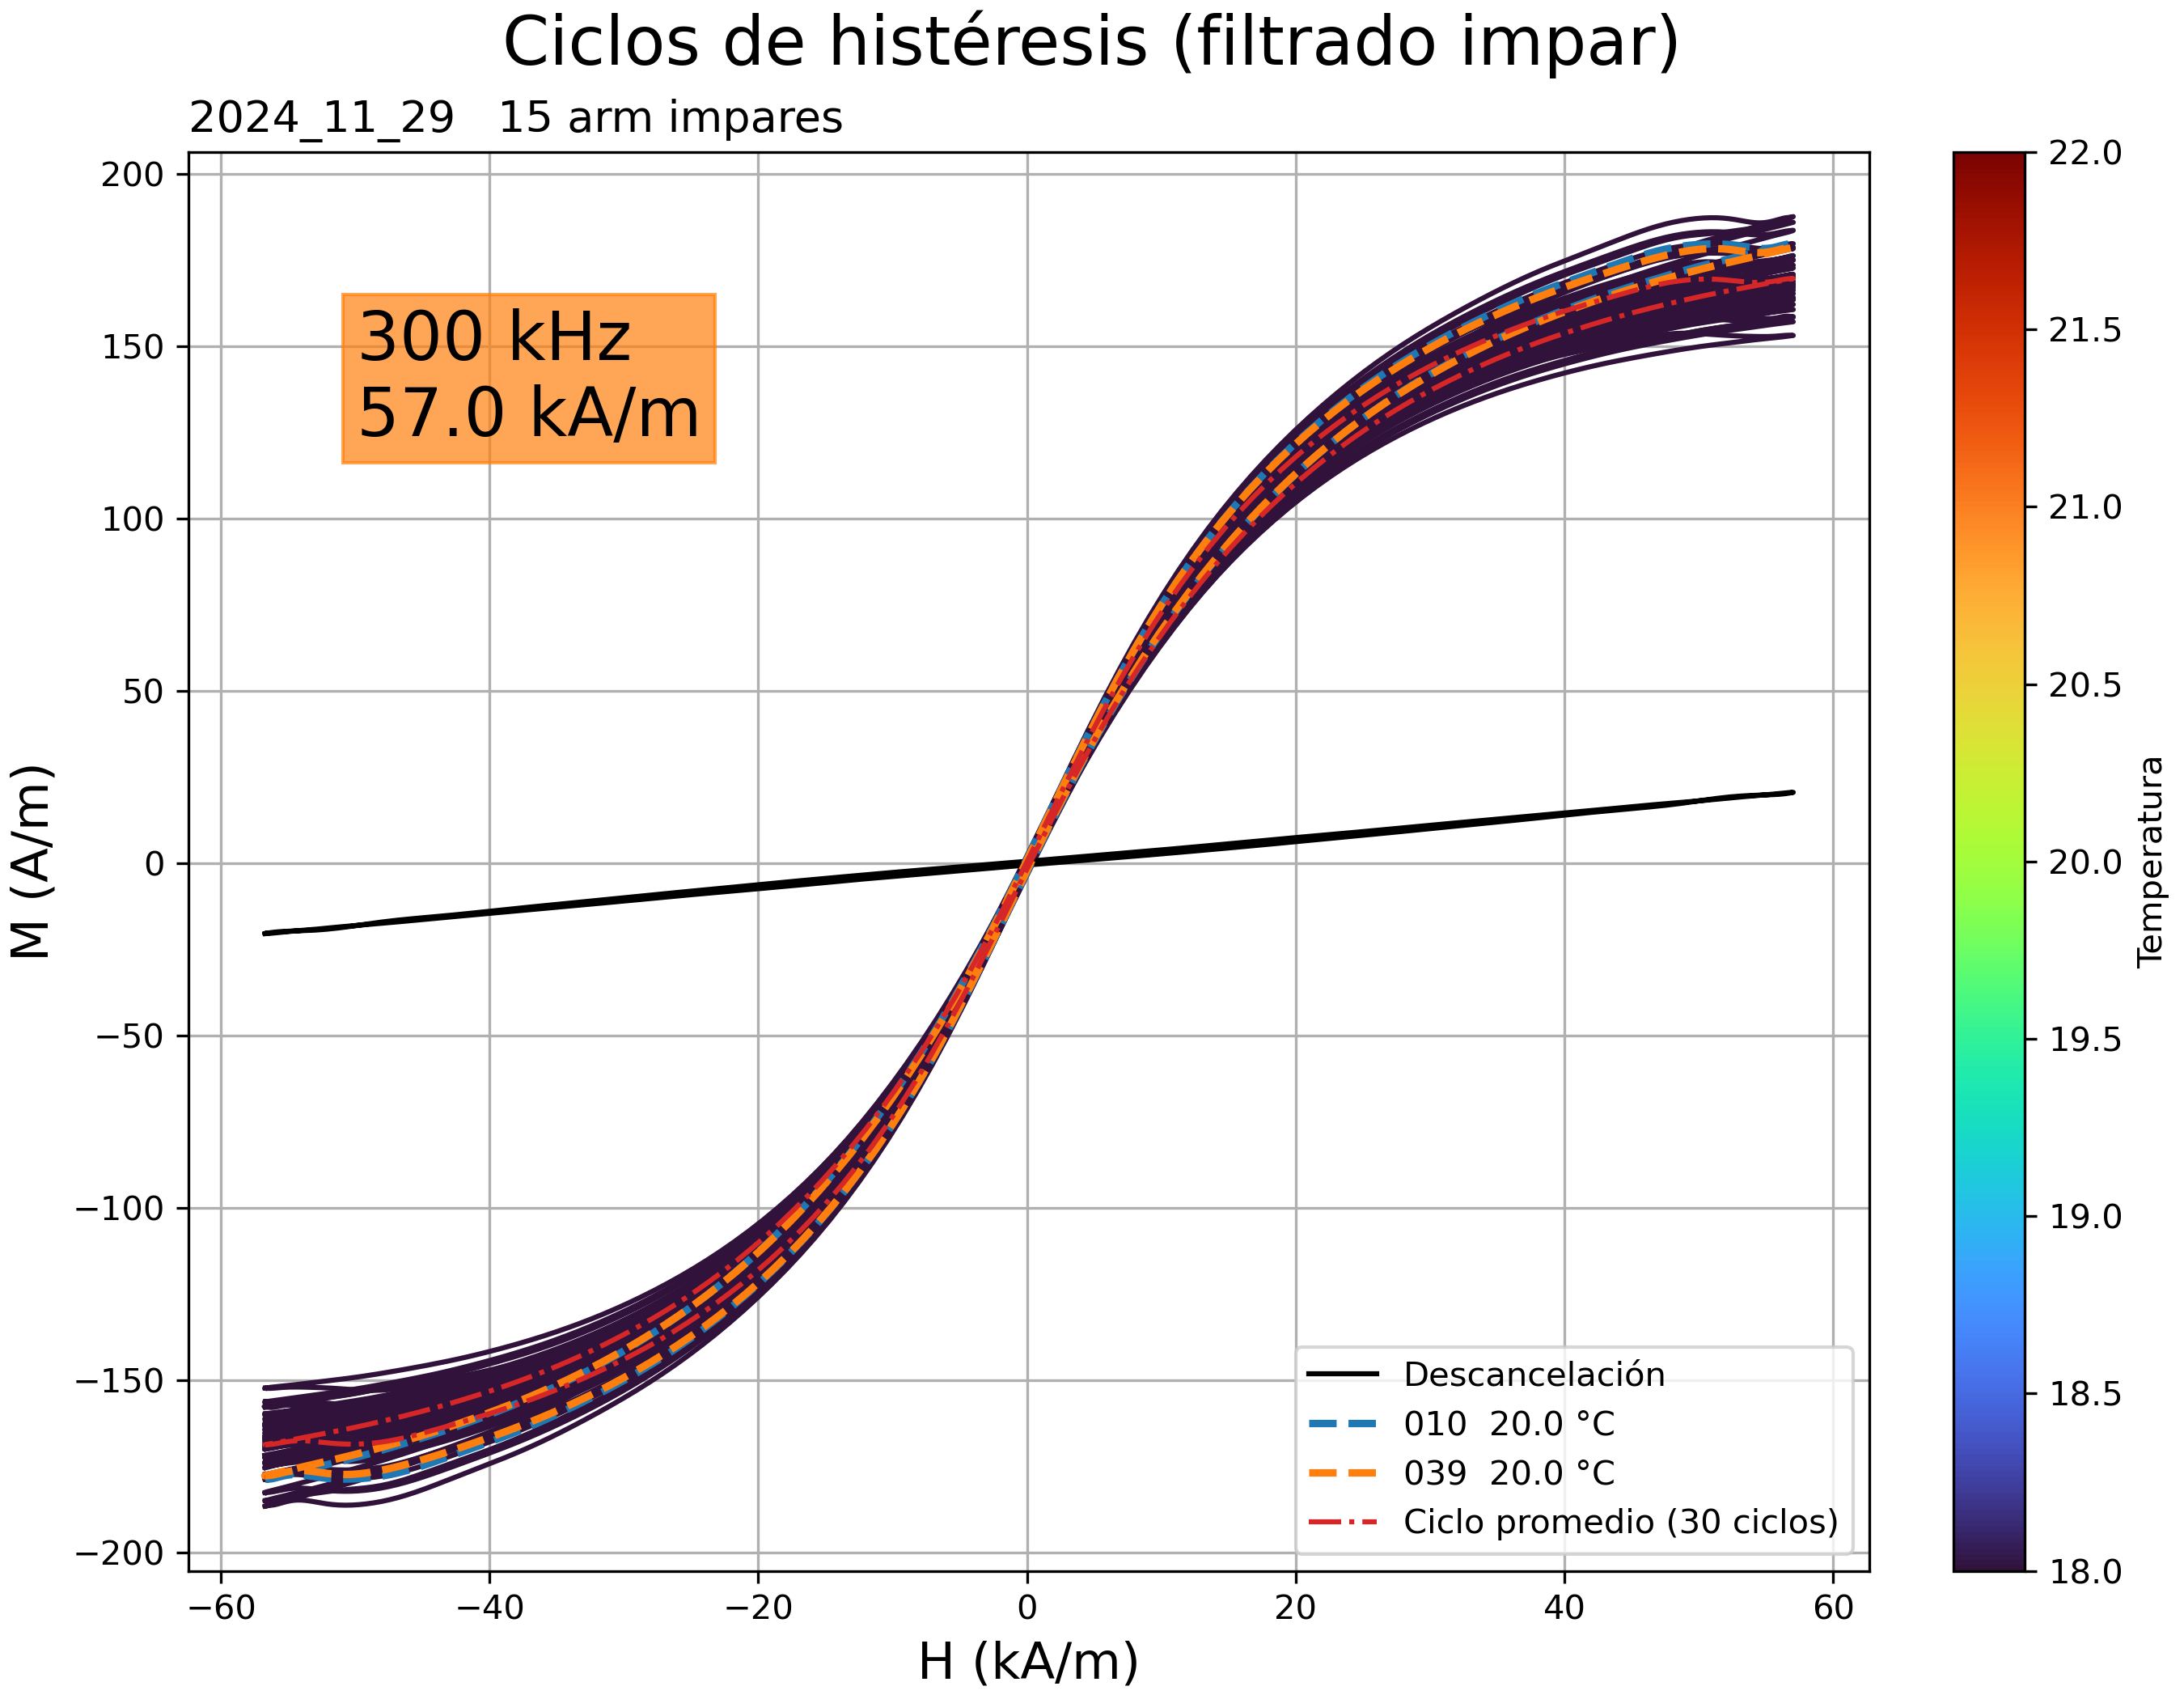 Ciclos de histéresis (filtrado impar)
2024_11_29   15 arm impares
300 kHz
57.0 kA/m
200
150
100
50
0
−50
−100
−150
−200
M (A/m)
−60
−40
−20
0
20
40
60
H (kA/m)
Descancelación
010  20.0 °C
039  20.0 °C
Ciclo promedio (30 ciclos)
22.0
21.5
21.0
20.5
20.0
19.5
19.0
18.5
18.0
Temperatura